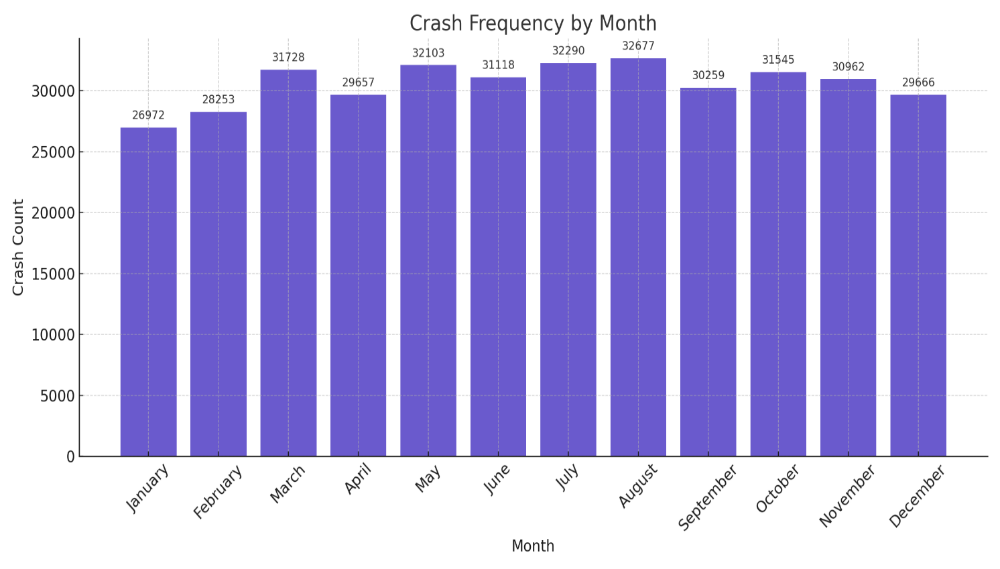 Crash Frequency by Month
Crash Count
30000
25000
20000
15000
10000
5000
0
26972
28253
31728
29657
32103
31118
32290
32677
30259
31545
30962
29666
January
February
March
April
May
June
July
August
September
October
November
December
Month